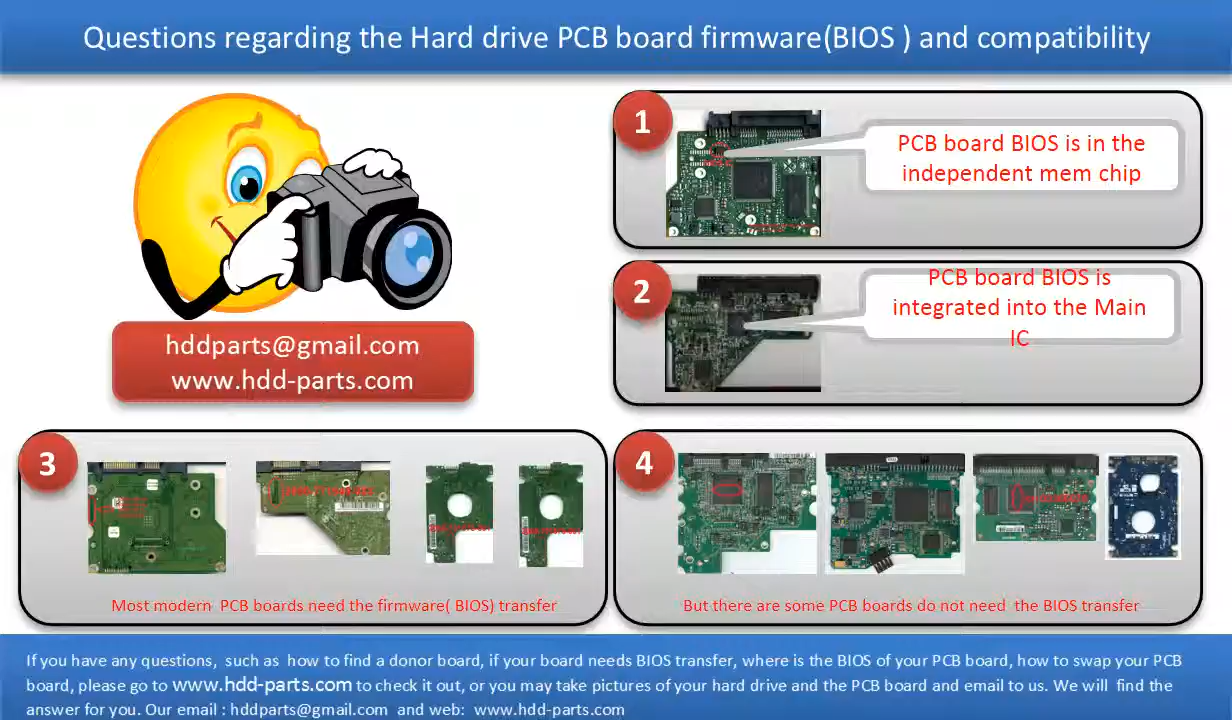 Questions regarding the Hard drive PCB board firmware(BIOS ) and compatibility
1
PCB board BIOS is in the
independent mem chip
hddparts@gmail.com
www.hdd-parts.com
2
PCB board BIOS is
integrated into the Main
IC
3
Most modern PCB boards need the firmware( BIOS) transfer
4
But there are some PCB boards do not need the BIOS transfer
If you have any questions, such as how to find a donor board, if your board needs BIOS transfer, where is the BIOS of your PCB board, how to swap your PCB
board, please go to www.hdd-parts.com to check it out, or you may take pictures of your hard drive and the PCB board and email to us. We will find the
answer for you. Our email : hddparts@gmail.com and web: www.hdd-parts.com